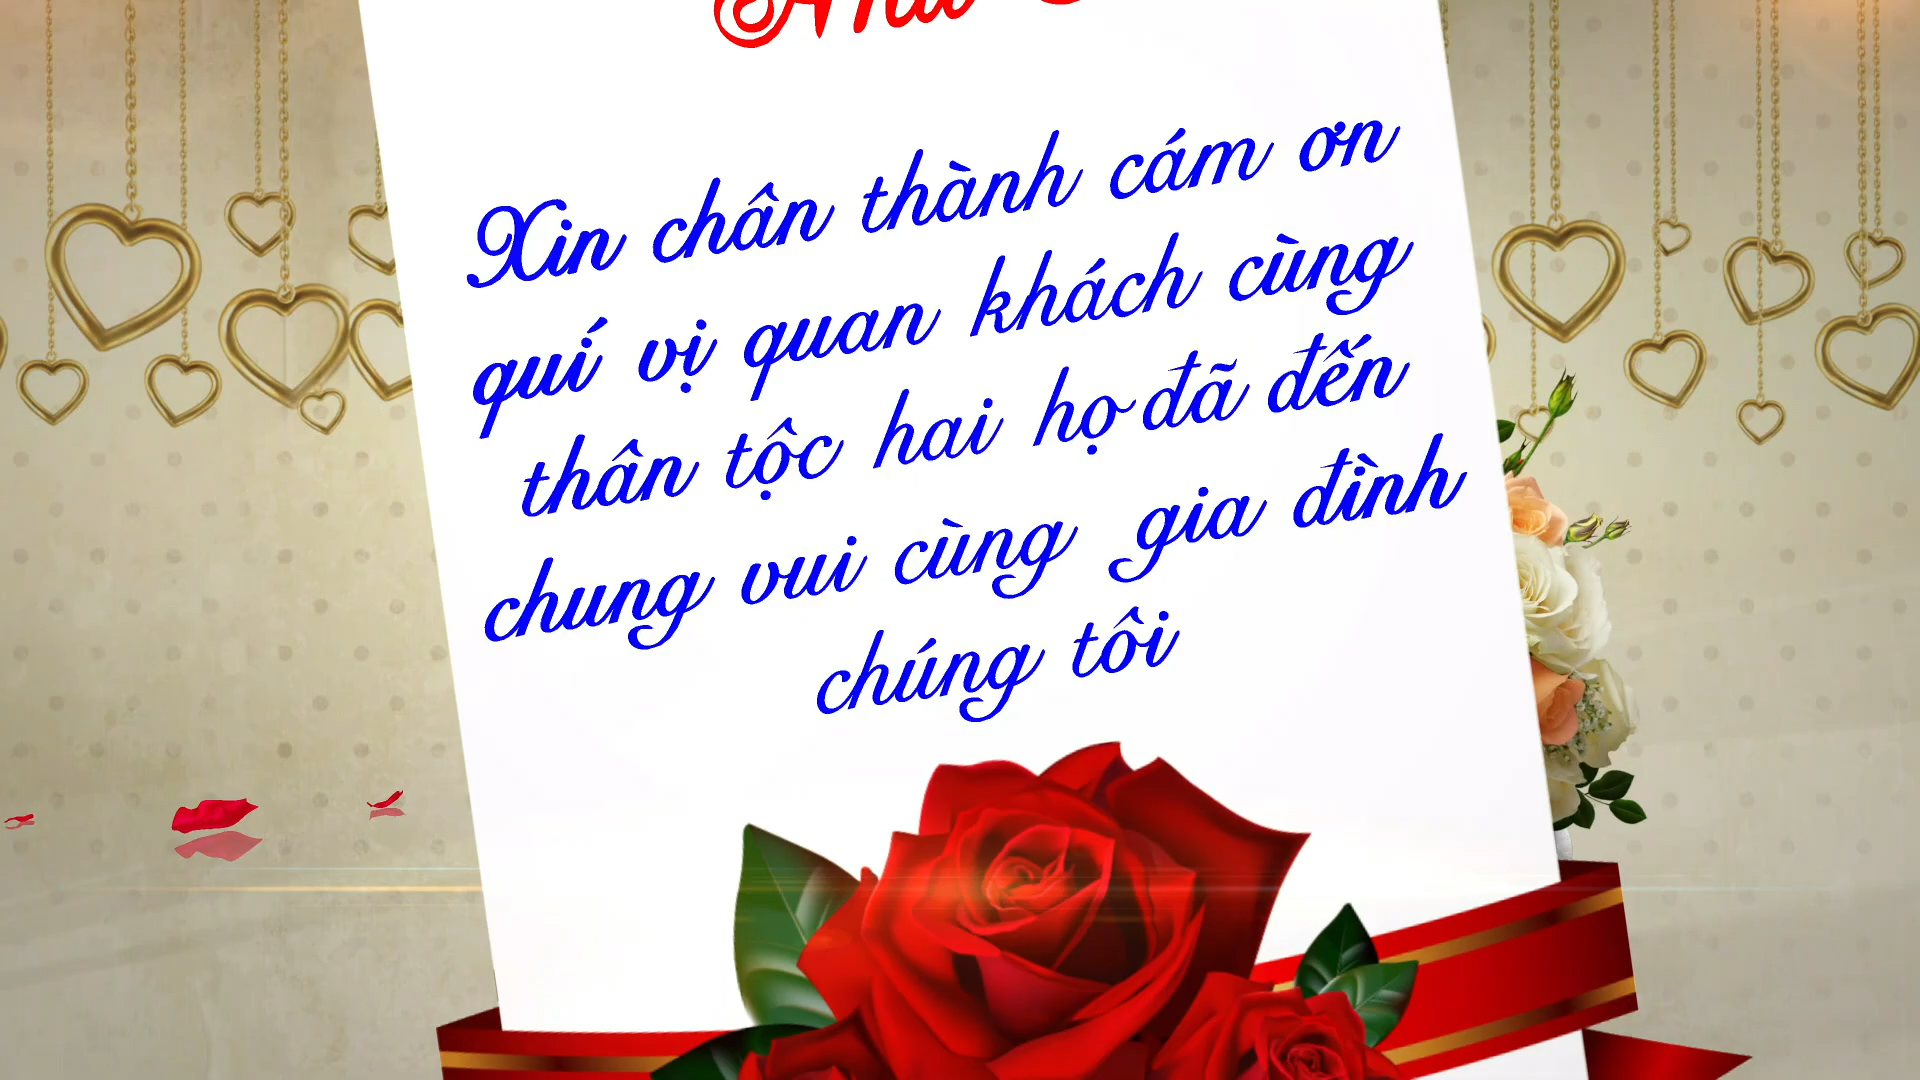 Xin chân thành cám ơn
quí vị quan khách cùng
thân tộc hai họ đã đến
chung vui cùng gia đình
chúng tôi